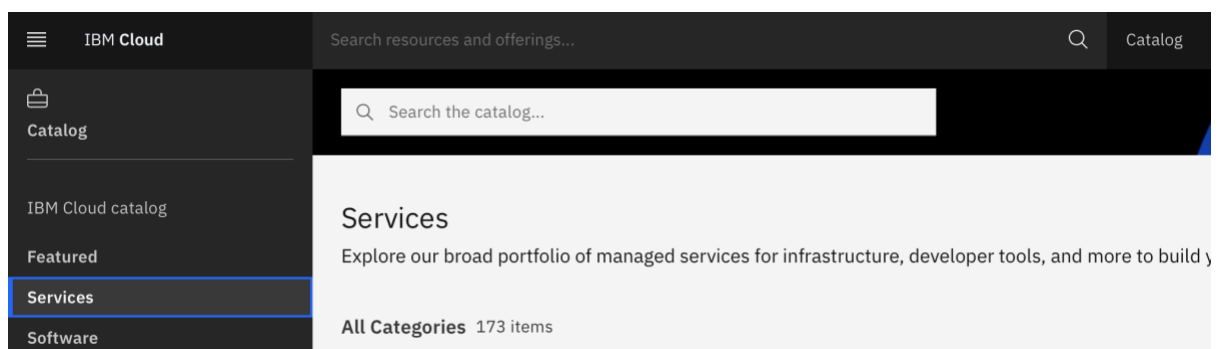 IBM Cloud
Search resources and offerings...
Catalog
Catalog
Search the catalog...
IBM Cloud catalog
Featured
Services
Software
Services
Explore our broad portfolio of managed services for infrastructure, developer tools, and more to build
All Categories 173 items